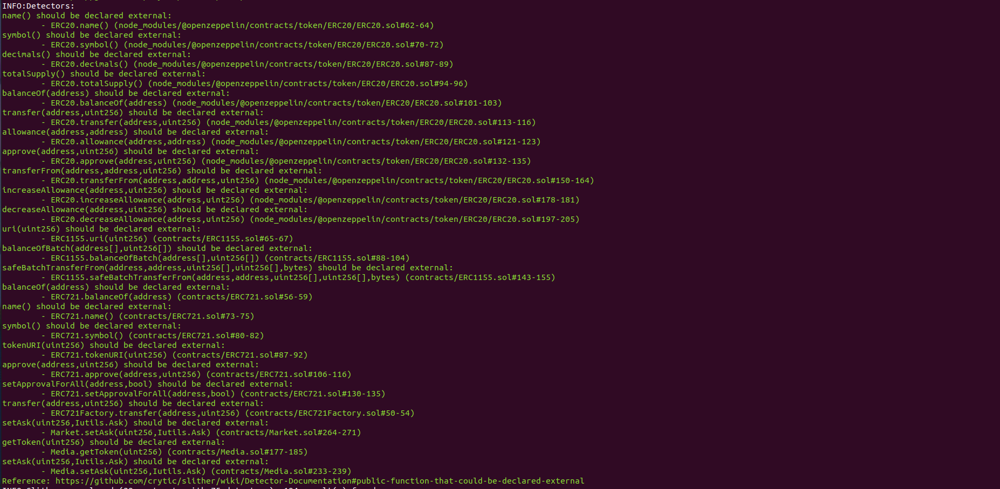 INFO:Detectors:
name() should be declared external:
- ERC20.name() (node_modules/@openzeppelin/contracts/token/ERC20/ERC20.sol#62-64)
symbol() should be declared external:
- ERC20.symbol() (node_modules/@openzeppelin/contracts/token/ERC20/ERC20.sol#70-72)
decimals() should be declared external:
- ERC20.decimals() (node_modules/@openzeppelin/contracts/token/ERC20/ERC20.sol#87-89)
totalSupply() should be declared external:
- ERC20.totalSupply() (node_modules/@openzeppelin/contracts/token/ERC20/ERC20.sol#94-96)
balanceOf(address) should be declared external:
- ERC20.balanceOf(address) (node_modules/@openzeppelin/contracts/token/ERC20/ERC20.sol#101-103)
transfer(address,uint256) should be declared external:
- ERC20.transfer(address,uint256) (node_modules/@openzeppelin/contracts/token/ERC20/ERC20.sol#113-116)
allowance(address,address) should be declared external:
- ERC20.allowance(address,address) (node_modules/@openzeppelin/contracts/token/ERC20/ERC20.sol#121-123)
approve(address,uint256) should be declared external:
- ERC20.approve(address,uint256) (node_modules/@openzeppelin/contracts/token/ERC20/ERC20.sol#132-135)
transferFrom(address,address,uint256) should be declared external:
- ERC20.transferFrom(address,address,uint256) (node_modules/@openzeppelin/contracts/token/ERC20/ERC20.sol#150-164)
increaseAllowance(address,uint256) should be declared external:
- ERC20.increaseAllowance(address,uint256) (node_modules/@openzeppelin/contracts/token/ERC20/ERC20.sol#178-181)
decreaseAllowance(address,uint256) should be declared external:
- ERC20.decreaseAllowance(address,uint256) (node_modules/@openzeppelin/contracts/token/ERC20/ERC20.sol#197-205)
uri(uint256) should be declared external:
- ERC1155.uri(uint256) (contracts/ERC1155.sol#65-67)
balanceOfBatch(address[],uint256[]) should be declared external:
- ERC1155.balanceOfBatch(address[],uint256[]) (contracts/ERC1155.sol#88-104)
safeBatchTransferFrom(address,address,uint256[],uint256[],bytes) should be declared external:
- ERC1155.safeBatchTransferFrom(address,address,uint256[],uint256[],bytes) (contracts/ERC1155.sol#143-155)
balanceOf(address) should be declared external:
- ERC721.balanceOf(address) (contracts/ERC721.sol#56-59)
name() should be declared external:
- ERC721.name() (contracts/ERC721.sol#73-75)
symbol() should be declared external:
- ERC721.symbol() (contracts/ERC721.sol#80-82)
tokenURI(uint256) should be declared external:
- ERC721.tokenURI(uint256) (contracts/ERC721.sol#87-92)
approve(address,uint256) should be declared external:
- ERC721.approve(address,uint256) (contracts/ERC721.sol#106-116)
setApprovalForAll(address,bool) should be declared external:
- ERC721.setApprovalForAll(address,bool) (contracts/ERC721.sol#130-135)
transfer(address,uint256) should be declared external:
- ERC721Factory.transfer(address,uint256) (contracts/ERC721Factory.sol#50-54)
setAsk(uint256,Iutils.Ask) should be declared external:
- Market.setAsk(uint256,Iutils.Ask) (contracts/Market.sol#264-271)
getToken(uint256) should be declared external:
- Media.getToken(uint256) (contracts/Media.sol#177-185)
setAsk(uint256,Iutils.Ask) should be declared external:
- Media.setAsk(uint256,Iutils.Ask) (contracts/Media.sol#233-239)
Reference: https://github.com/crytic/slither/wiki/Detector-Documentation#public-function-that-could-be-declared-external